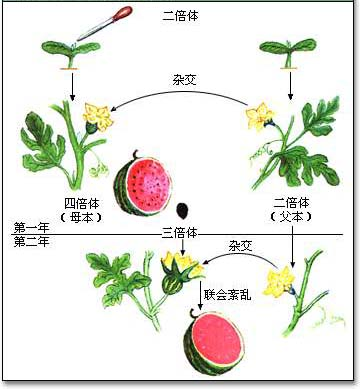 二倍体
杂交
四倍体
（母本）
二倍体
（父本）
第一年
三倍体
第二年
杂交
联会紊乱